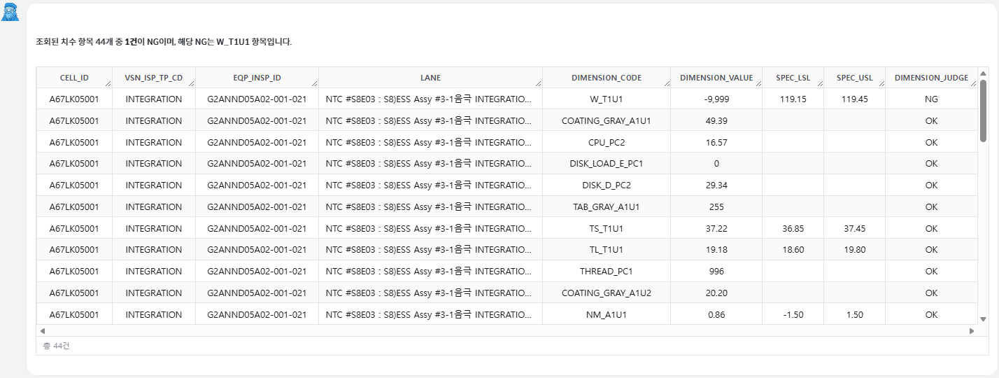 조회된 치수 항목 44개 중 1건이 NG이며, 해당 NG는 W_T1U1 항목입니다.
CELL_ID VSN_ISP_TP_CD EQP_INSP_ID LANE DIMENSION_CODE DIMENSION_VALUE SPEC_LSL SPEC_USL DIMENSION_JUDGE
A67LK05001 INTEGRATION G2ANND05A02-001-021 NTC #S8E03 : S8)ESS Assy #3-1음극 INTEGRATIO... W_T1U1 -9,999 119.15 119.45 NG
A67LK05001 INTEGRATION G2ANND05A02-001-021 NTC #S8E03 : S8)ESS Assy #3-1음극 INTEGRATIO... COATING_GRAY_A1U1 49.39 OK
A67LK05001 INTEGRATION G2ANND05A02-001-021 NTC #S8E03 : S8)ESS Assy #3-1음극 INTEGRATIO... CPU_PC2 16.57 OK
A67LK05001 INTEGRATION G2ANND05A02-001-021 NTC #S8E03 : S8)ESS Assy #3-1음극 INTEGRATIO... DISK_LOAD_E_PC1 0 OK
A67LK05001 INTEGRATION G2ANND05A02-001-021 NTC #S8E03 : S8)ESS Assy #3-1음극 INTEGRATIO... DISK_D_PC2 29.34 OK
A67LK05001 INTEGRATION G2ANND05A02-001-021 NTC #S8E03 : S8)ESS Assy #3-1음극 INTEGRATIO... TAB_GRAY_A1U1 255 OK
A67LK05001 INTEGRATION G2ANND05A02-001-021 NTC #S8E03 : S8)ESS Assy #3-1음극 INTEGRATIO... TS_T1U1 37.22 36.85 37.45 OK
A67LK05001 INTEGRATION G2ANND05A02-001-021 NTC #S8E03 : S8)ESS Assy #3-1음극 INTEGRATIO... TL_T1U1 19.18 18.60 19.80 OK
A67LK05001 INTEGRATION G2ANND05A02-001-021 NTC #S8E03 : S8)ESS Assy #3-1음극 INTEGRATIO... THREAD_PC1 996 OK
A67LK05001 INTEGRATION G2ANND05A02-001-021 NTC #S8E03 : S8)ESS Assy #3-1음극 INTEGRATIO... COATING_GRAY_A1U2 20.20 OK
A67LK05001 INTEGRATION G2ANND05A02-001-021 NTC #S8E03 : S8)ESS Assy #3-1음극 INTEGRATIO... NM_A1U1 0.86 -1.50 1.50 OK
총 44건